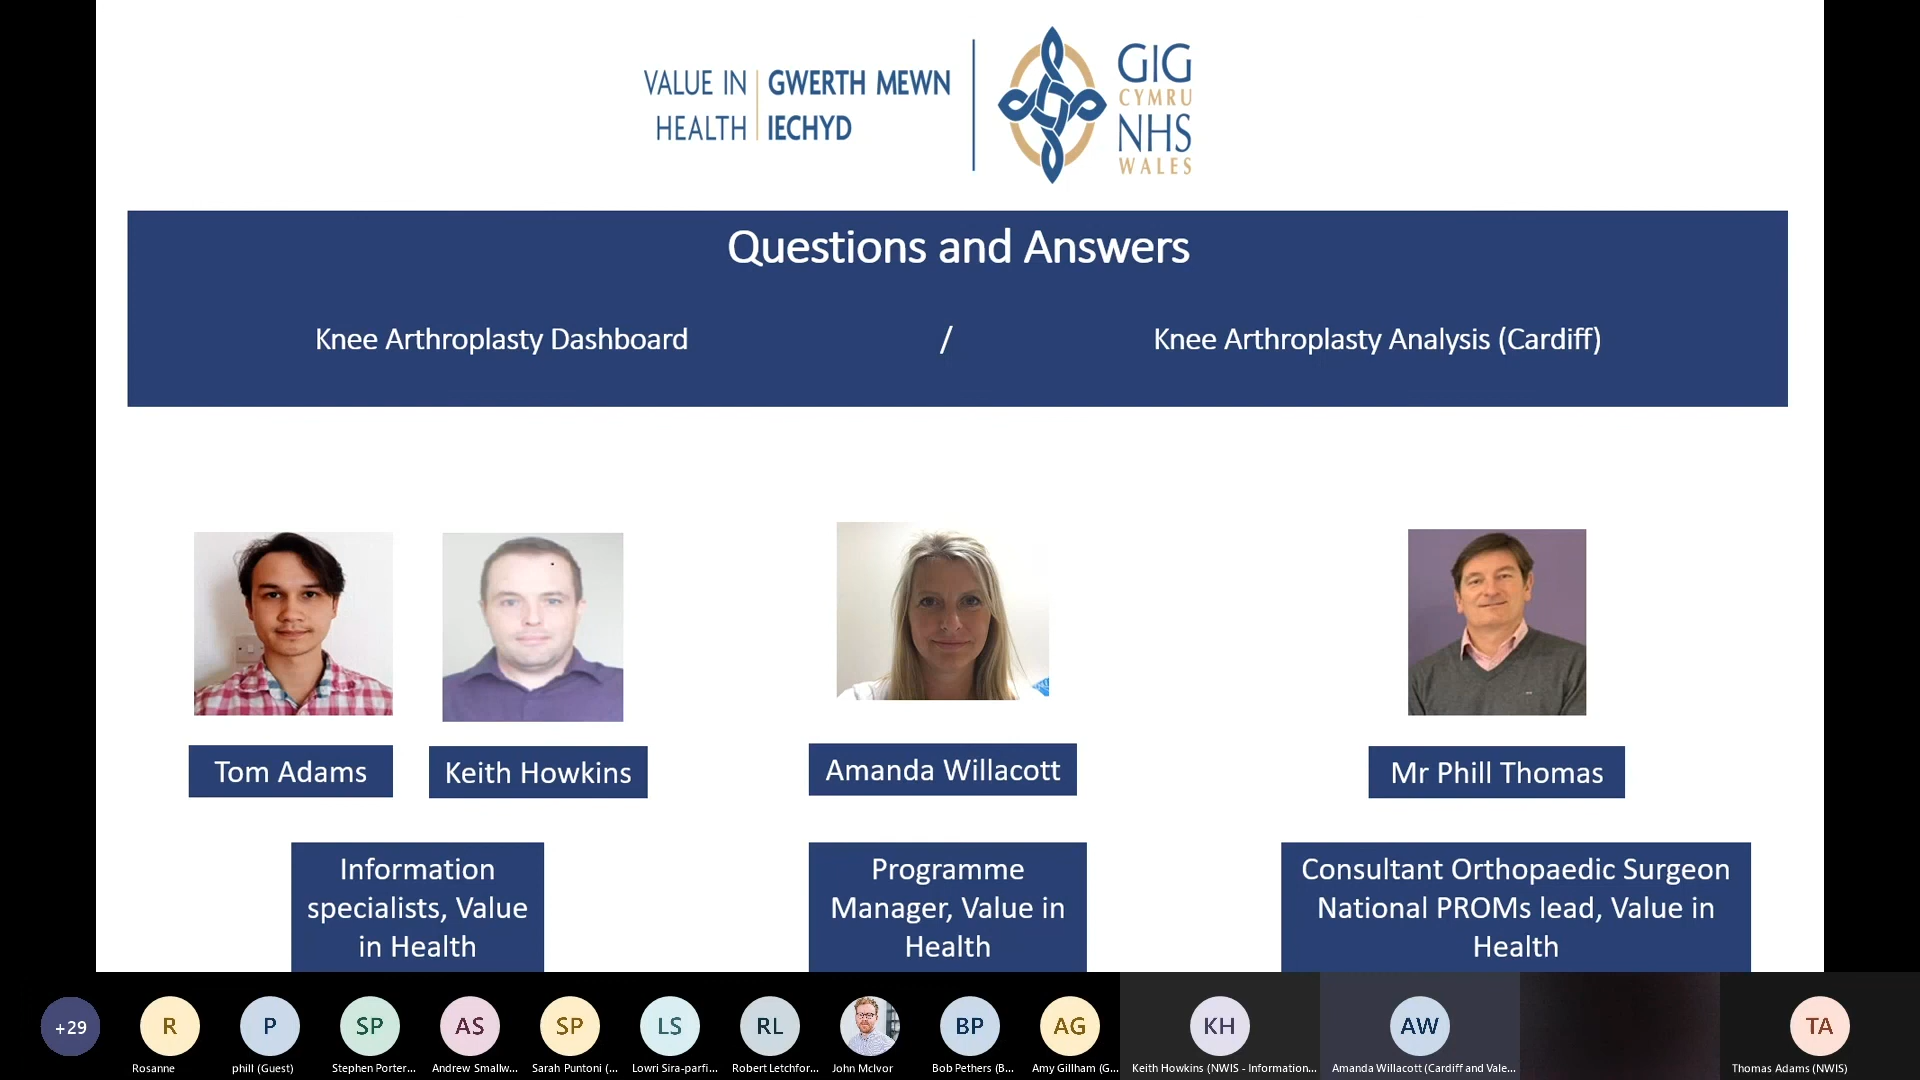 VALUE IN
HEALTH
GWERTH MEWN
IECHYD
GIG
CYMRU
NHS
WALES
Questions and Answers
Knee Arthroplasty Dashboard / Knee Arthroplasty Analysis (Cardiff)
Tom Adams
Keith Howkins
Amanda Willacott
Mr Phill Thomas
Information
specialists, Value
in Health
Programme
Manager, Value in
Health
Consultant Orthopaedic Surgeon
National PROMs lead, Value in
Health
+29
R
P
SP
AS
SP
LS
RL
BP
AG
KH
AW
TA
Rosanne
phill (Guest)
Stephen Porter...
Andrew Smallw...
Sarah Puntoni (...
Lowri Sira-parfi...
Robert Letchfor...
John McIvor
Bob Pethers (B...
Amy Gillham (G...
Keith Howkins (NWIS - Information...
Amanda Willacott (Cardiff and Vale...
Thomas Adams (NWIS)